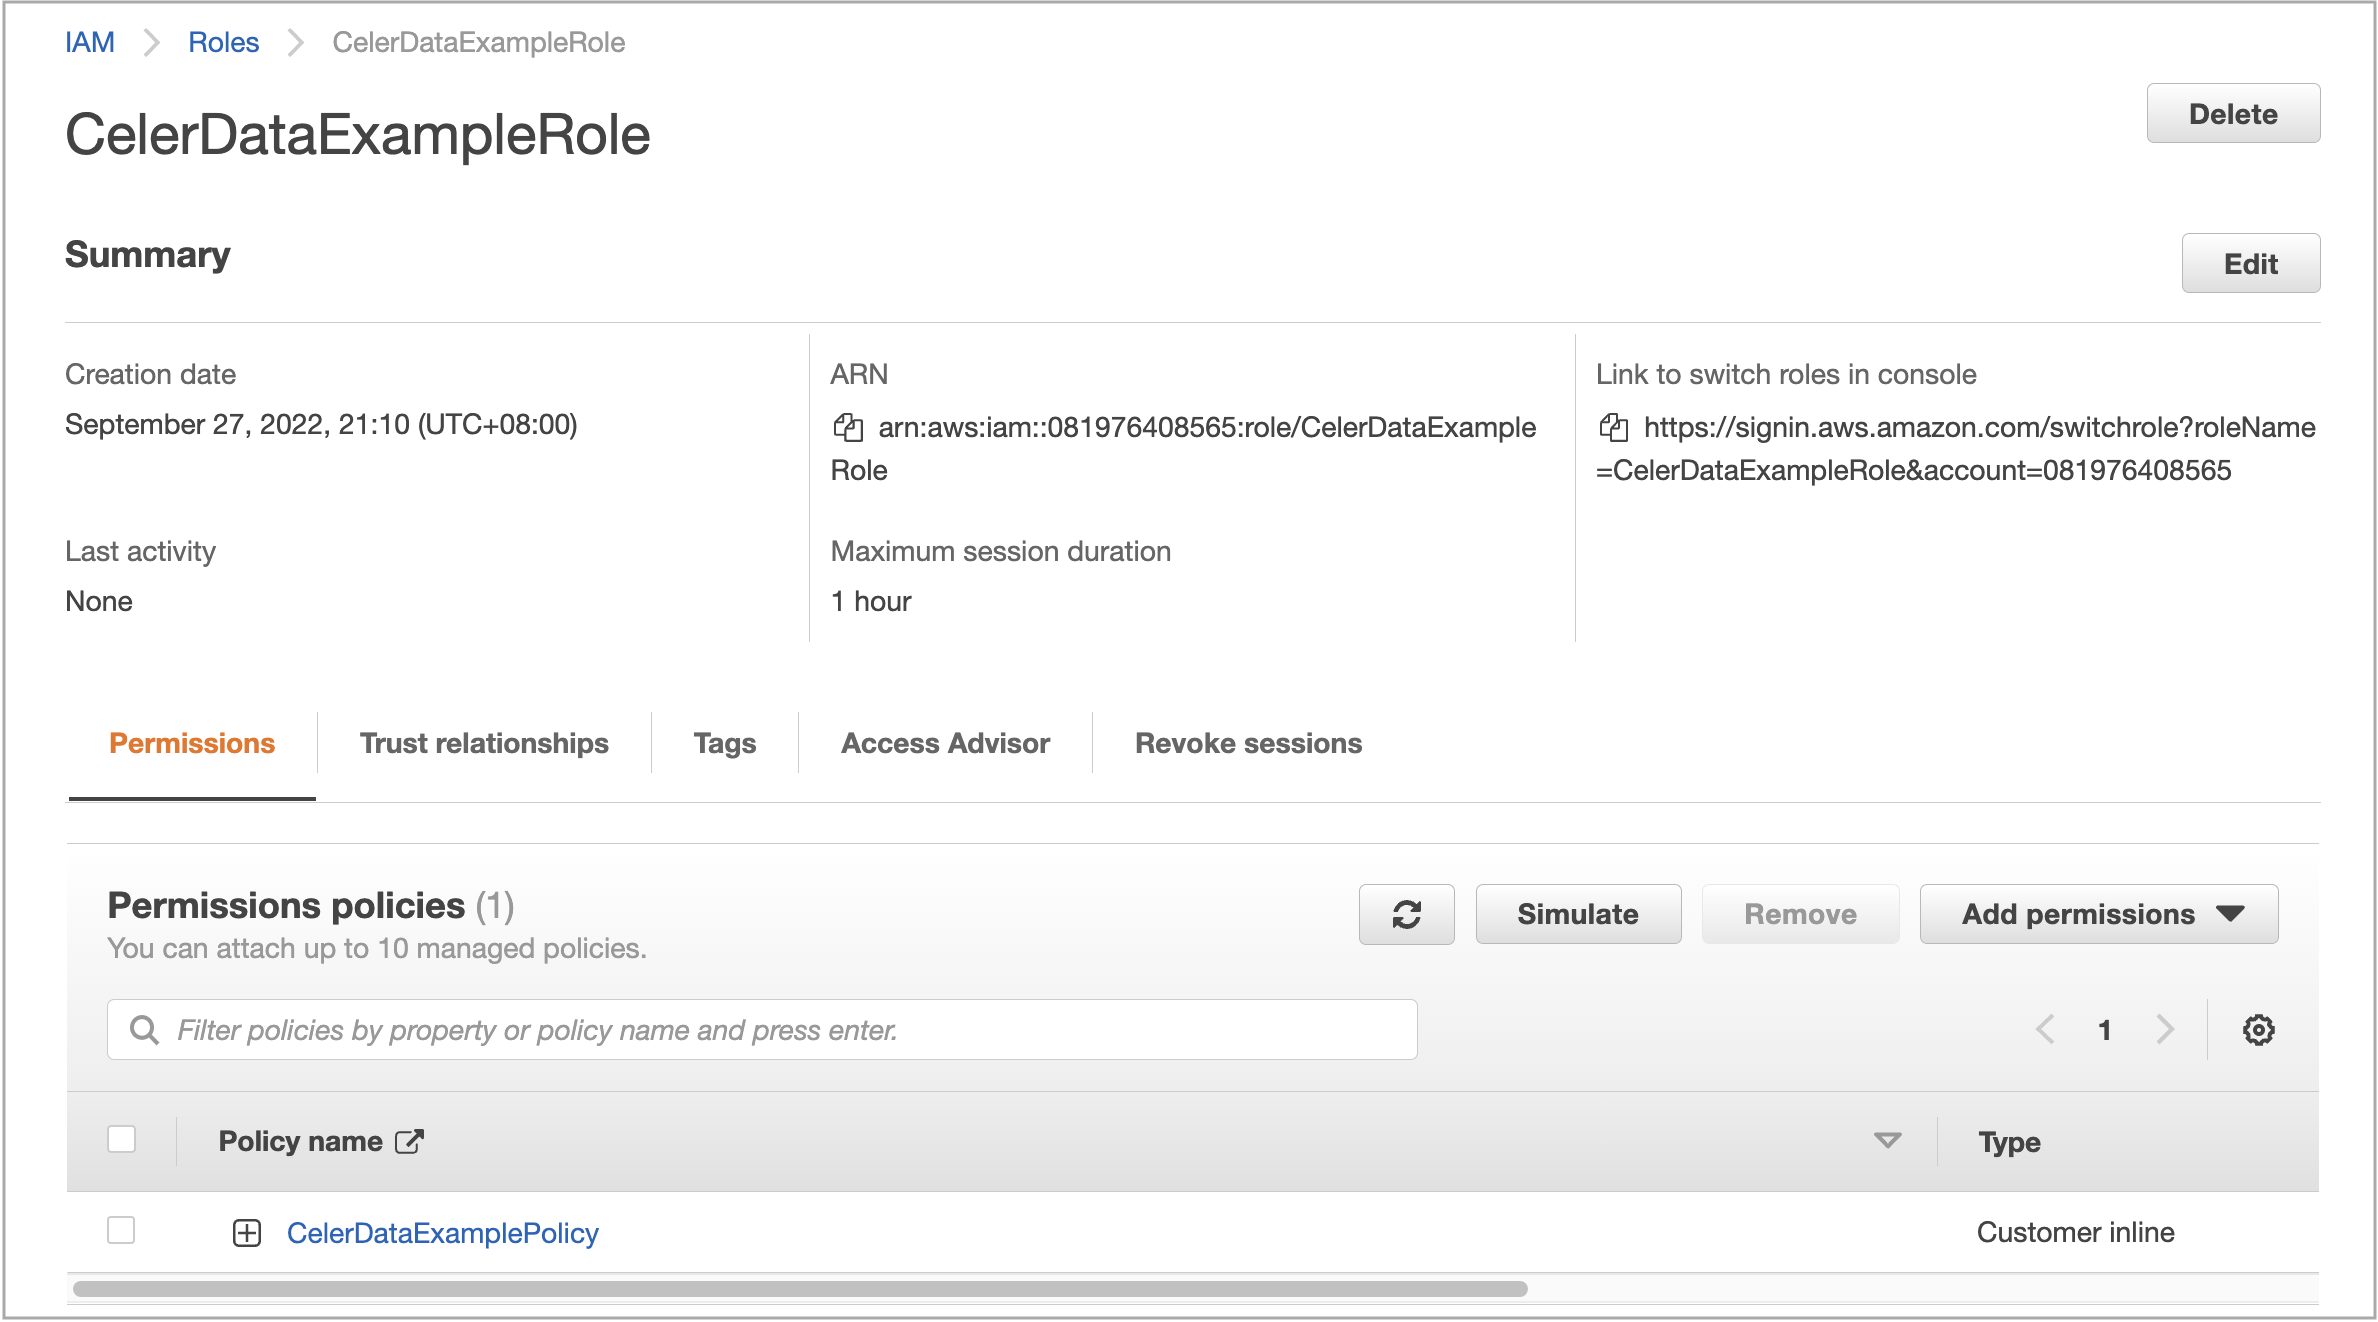 IAM Roles CelerDataExampleRole
CelerDataExampleRole
Delete
Summary
Edit
Creation date
September 27, 2022, 21:10 (UTC+08:00)
ARN
arn:aws:iam::081976408565:role/CelerDataExample
Role
Link to switch roles in console
https://signin.aws.amazon.com/switchrole?roleName
=CelerDataExampleRole&account=081976408565
Last activity
None
Maximum session duration
1 hour
Permissions Trust relationships Tags Access Advisor Revoke sessions
Permissions policies (1)
You can attach up to 10 managed policies.
Simulate Remove Add permissions
Filter policies by property or policy name and press enter.
1
Policy name Type
CelerDataExamplePolicy Customer inline